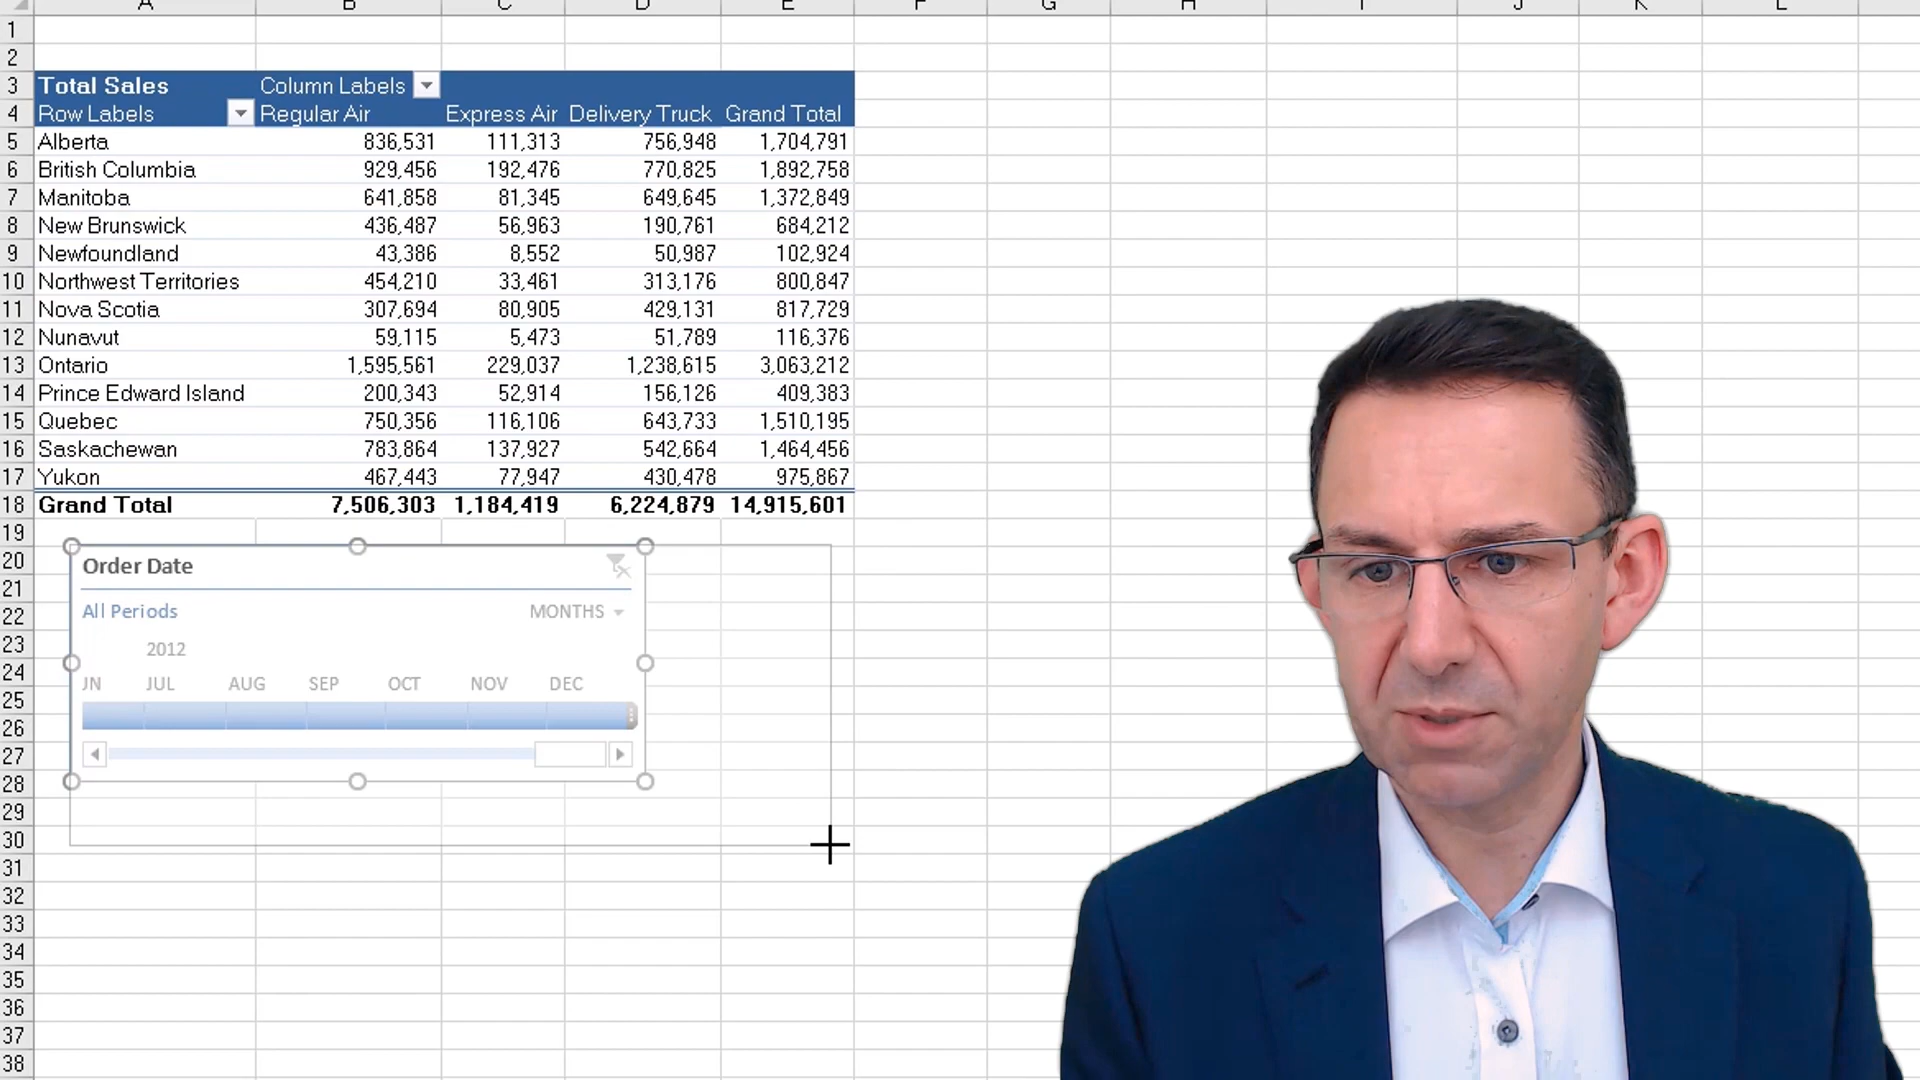 A B C D E F G H I J K L
1
2
3 Total Sales Column Labels
4 Row Labels Regular Air Express Air Delivery Truck Grand Total
5 Alberta 836,531 111,313 756,948 1,704,791
6 British Columbia 929,456 192,476 770,825 1,892,758
7 Manitoba 641,858 81,345 649,645 1,372,849
8 New Brunswick 436,487 56,963 190,761 684,212
9 Newfoundland 43,386 8,552 50,987 102,924
10 Northwest Territories 454,210 33,461 313,176 800,847
11 Nova Scotia 307,694 80,905 429,131 817,729
12 Nunavut 59,115 5,473 51,789 116,376
13 Ontario 1,595,561 229,037 1,238,615 3,063,212
14 Prince Edward Island 200,343 52,914 156,126 409,383
15 Quebec 750,356 116,106 643,733 1,510,195
16 Saskachewan 783,864 137,927 542,664 1,464,456
17 Yukon 467,443 77,947 430,478 975,867
18 Grand Total 7,506,303 1,184,419 6,224,879 14,915,601
19
20 Order Date
21
22 All Periods MONTHS
23 2012
24 JN JUL AUG SEP OCT NOV DEC
25
26
27
28
29
30
31
32
33
34
35
36
37
38